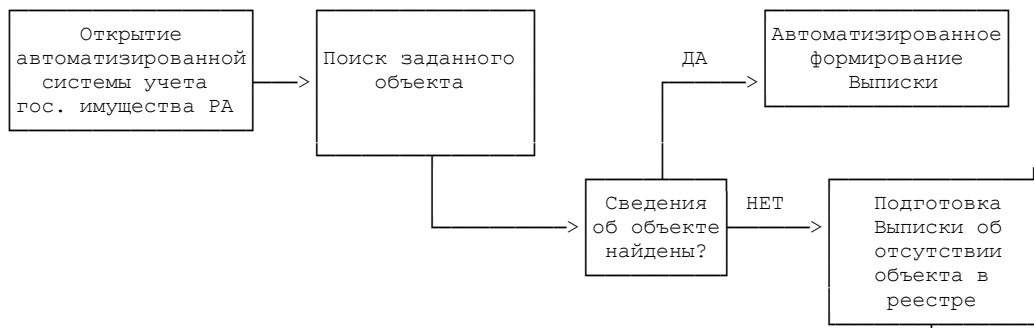 Открытие
автоматизированной
системы учета
гос. имущества РА
Поиск заданного
объекта
ДА
Автоматизированное
формирование
Выписки
Сведения
об объекте
найдены?
НЕТ
Подготовка
Выписки об
отсутствии
объекта в
реестре